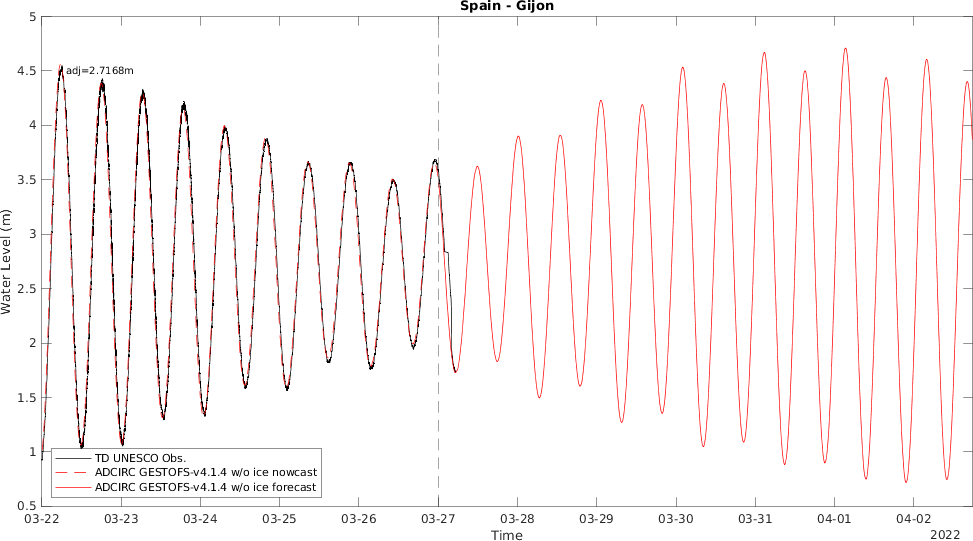 Spain - Gijon
5
4.5
4
3.5
3
2.5
2
1.5
1
0.5
Water Level (m)
adj=2.7168m
TD UNESCO Obs.
ADCIRC GESTOFS-v4.1.4 w/o ice nowcast
ADCIRC GESTOFS-v4.1.4 w/o ice forecast
03-22 03-23 03-24 03-25 03-26 03-27 03-28 03-29 03-30 03-31 04-01 04-02
Time
2022